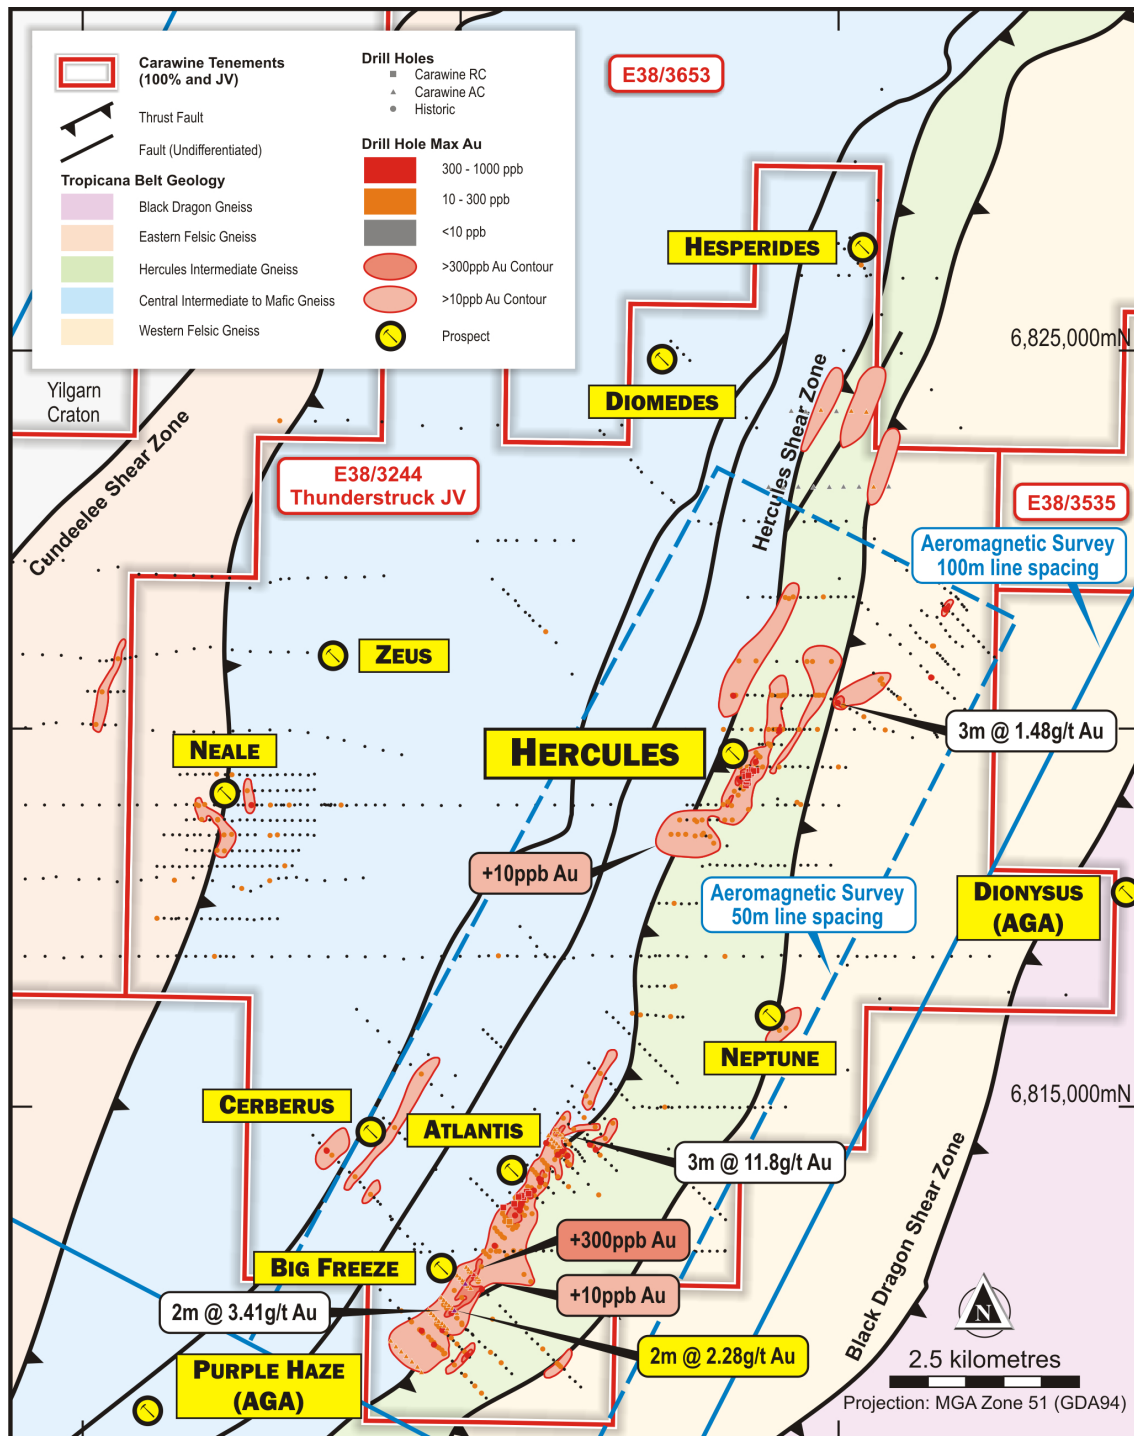 Carawine Tenements
(100% and JV)
Thrust Fault
Fault (Undifferentiated)
Tropicana Belt Geology
Black Dragon Gneiss
Eastern Felsic Gneiss
Hercules Intermediate Gneiss
Central Intermediate to Mafic Gneiss
Western Felsic Gneiss
Drill Holes
Carawine RC
Carawine AC
Historic
Drill Hole Max Au
300 - 1000 ppb
10 - 300 ppb
<10 ppb
>300ppb Au Contour
>10ppb Au Contour
Prospect
E38/3653
HESPERIDES
6,825,000mN
Yilgarn
Craton
DIOMEDES
Cundeelee Shear Zone
Hercules Shear Zone
E38/3244
Thunderstruck JV
E38/3535
Aeromagnetic Survey
100m line spacing
ZEUS
NEALE
HERCULES
3m @ 1.48g/t Au
+10ppb Au
Aeromagnetic Survey
50m line spacing
DIONYSUS
(AGA)
NEPTUNE
CERBERUS
ATLANTIS
6,815,000mN
3m @ 11.8g/t Au
+300ppb Au
BIG FREEZE
+10ppb Au
2m @ 3.41g/t Au
2m @ 2.28g/t Au
PURPLE HAZE
(AGA)
Black Dragon Shear Zone
N
2.5 kilometres
Projection: MGA Zone 51 (GDA94)